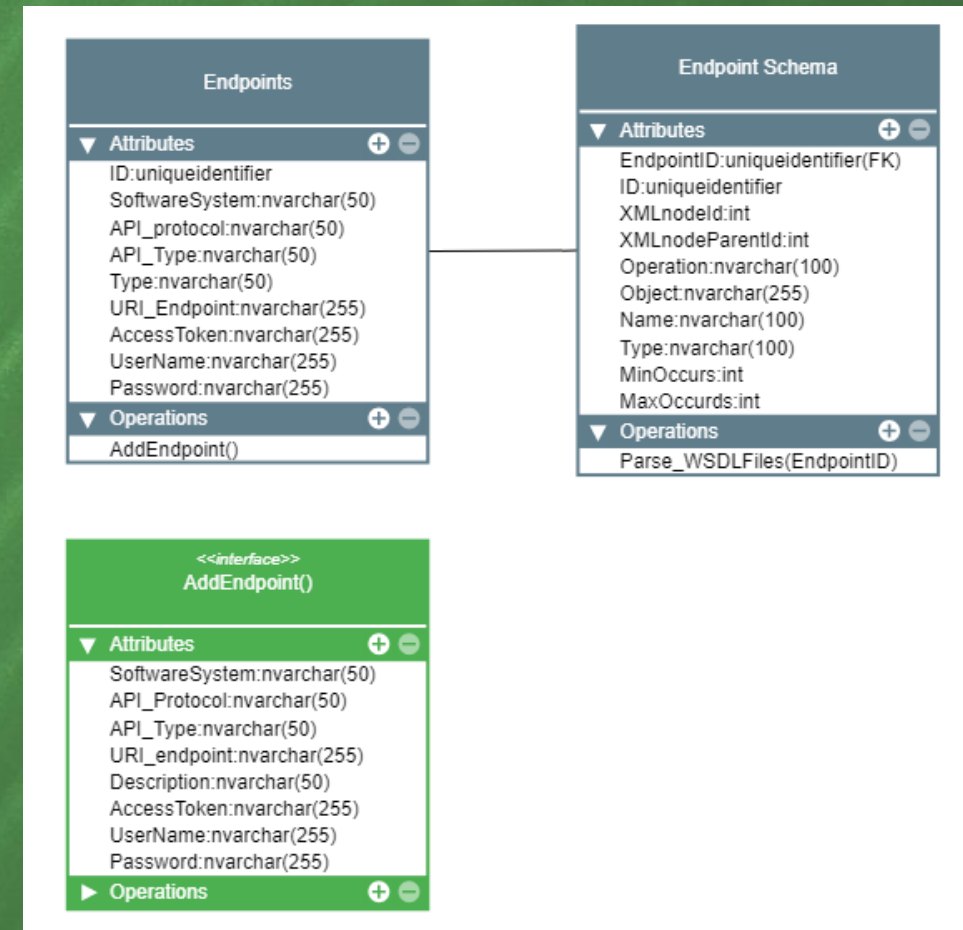 Endpoints
Attributes
ID:uniqueidentifier
SoftwareSystem:nvarchar(50)
API_protocol:nvarchar(50)
API_Type:nvarchar(50)
Type:nvarchar(50)
URI_Endpoint:nvarchar(255)
AccessToken:nvarchar(255)
UserName:nvarchar(255)
Password:nvarchar(255)
Operations
AddEndpoint()
Endpoint Schema
Attributes
EndpointID:uniqueidentifier(FK)
ID:uniqueidentifier
XMLnodeId:int
XMLnodeParentId:int
Operation:nvarchar(100)
Object:nvarchar(255)
Name:nvarchar(100)
Type:nvarchar(100)
MinOccurs:int
MaxOccurds:int
Operations
Parse_WSDLFiles(EndpointID)
<<interface>>
AddEndpoint()
Attributes
SoftwareSystem:nvarchar(50)
API_Protocol:nvarchar(50)
API_Type:nvarchar(50)
URI_endpoint:nvarchar(255)
Description:nvarchar(50)
AccessToken:nvarchar(255)
UserName:nvarchar(255)
Password:nvarchar(255)
Operations